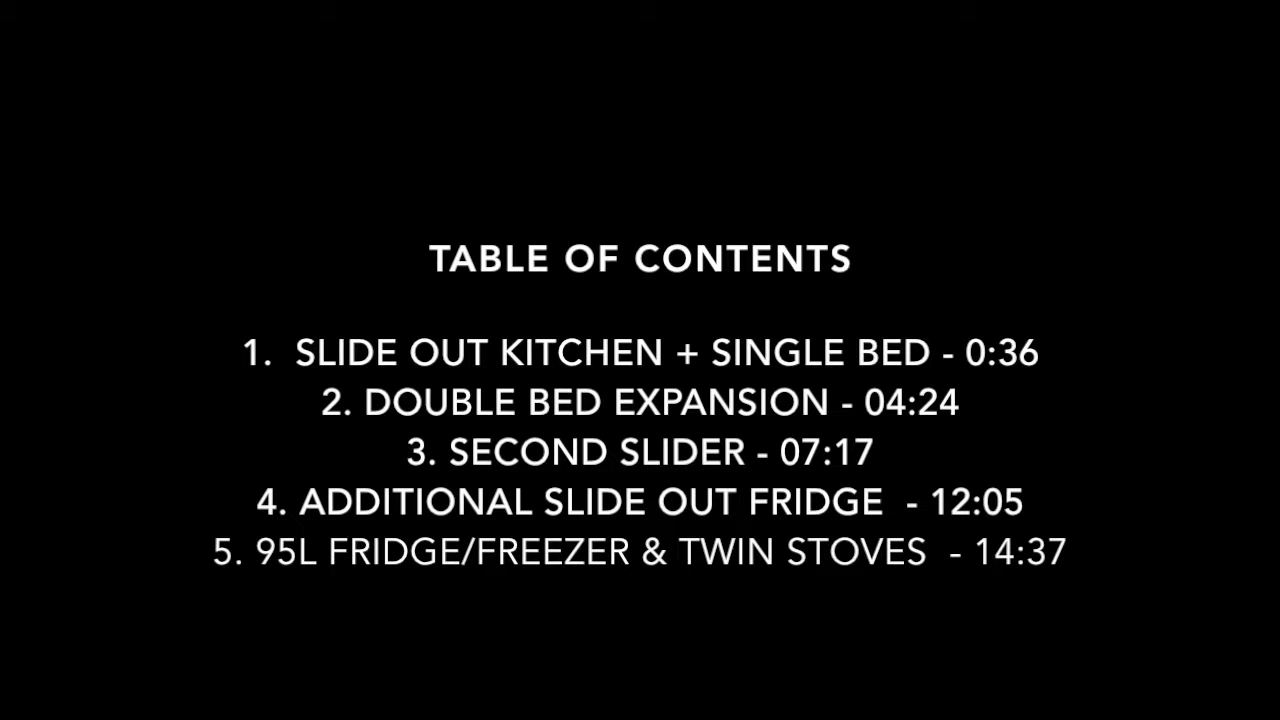 TABLE OF CONTENTS
1.  SLIDE OUT KITCHEN + SINGLE BED - 0:36
2. DOUBLE BED EXPANSION - 04:24
3. SECOND SLIDER - 07:17
4. ADDITIONAL SLIDE OUT FRIDGE  - 12:05
5. 95L FRIDGE/FREEZER & TWIN STOVES  - 14:37